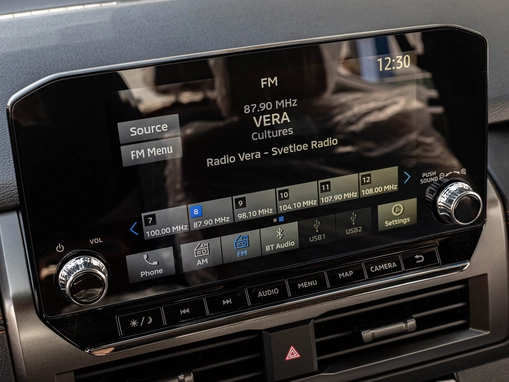 12:30
FM
87.90 MHz
VERA
Cultures
Radio Vera - Svetloe Radio
Source
FM Menu
7 100.00 MHz
8 87.90 MHz
9 98.10 MHz
10 104.10 MHz
11 107.90 MHz
12 108.00 MHz
Phone
AM
FM
BT Audio
USB1
USB2
Settings
VOL
PUSH
SOUND
AUDIO
MENU
MAP
CAMERA